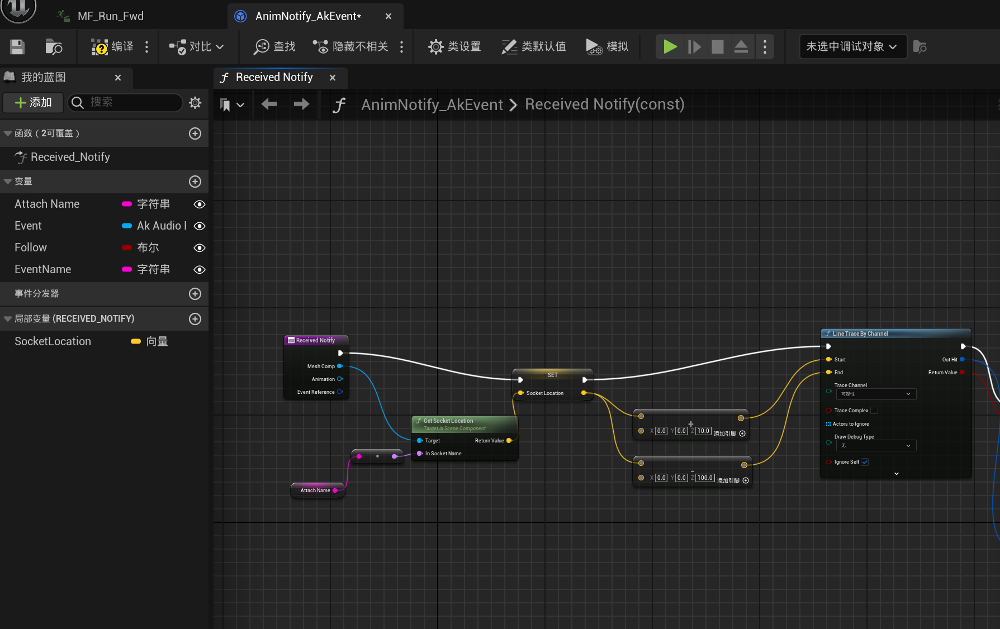 MF_Run_Fwd
AnimNotify_AkEvent*
编译
对比
查找
隐藏不相关
类设置
类默认值
模拟
未选中调试对象
我的蓝图
Received Notify
添加
搜索
AnimNotify_AkEvent
Received Notify(const)
函数（2可覆盖）
Received_Notify
变量
Attach Name 字符串
Event Ak Audio
Follow 布尔
EventName 字符串
事件分发器
局部变量 (RECEIVED_NOTIFY)
SocketLocation 向量
Received Notify
Mesh Comp
Animation
Event Reference
Attach Name
Get Socket Location
Target is Scene Component
Target
Return Value
In Socket Name
SET
Socket Location
+
X 0.0 Y 0.0 Z 10.0 添加引脚
-
X 0.0 Y 0.0 Z 100.0 添加引脚
Line Trace By Channel
Start
Out Hit
End
Return Value
Trace Channel
可视性
Trace Complex
Actors to Ignore
Draw Debug Type
无
Ignore Self